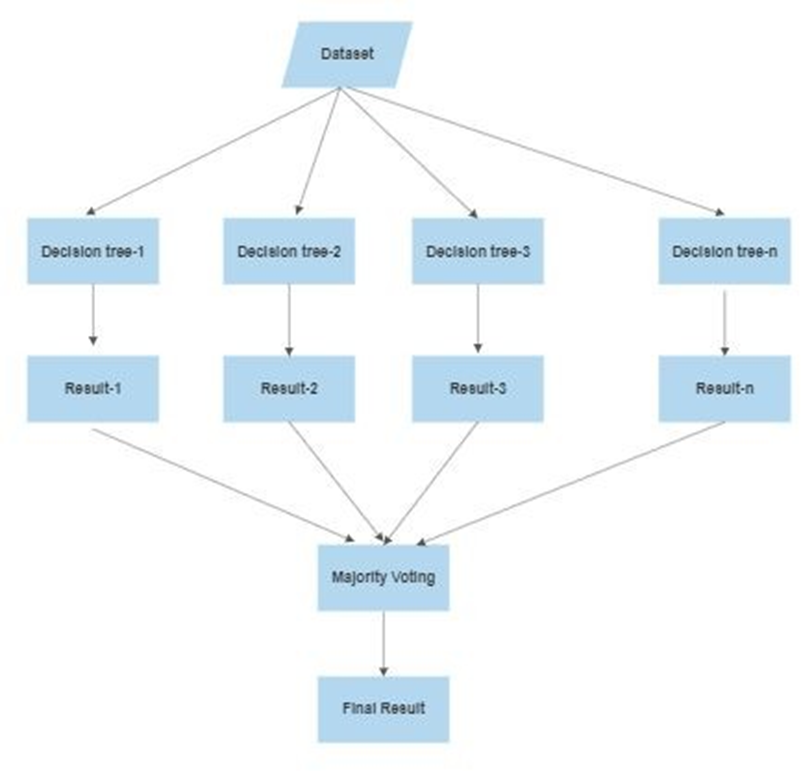 Dataset
Decision tree-1
Decision tree-2
Decision tree-3
Decision tree-n
Result-1
Result-2
Result-3
Result-n
Majority Voting
Final Result